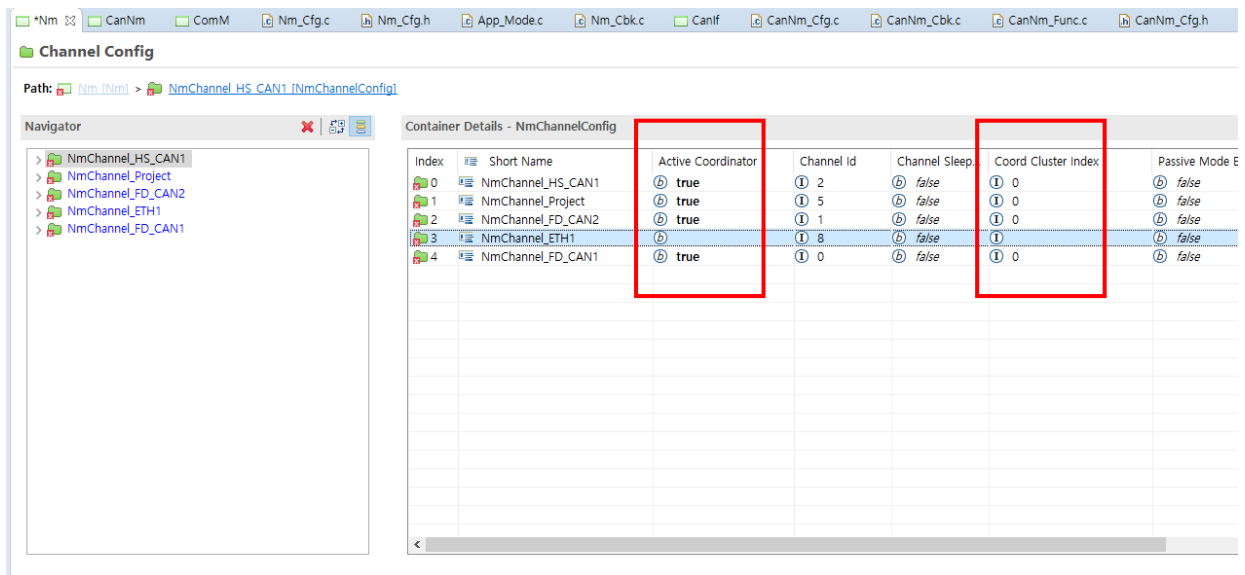 *Nm CanNm ComM Nm_Cfg.c Nm_Cfg.h App_Mode.c Nm_Cbk.c CanIf CanNm_Cfg.c CanNm_Cbk.c CanNm_Func.c CanNm_Cfg.h
Channel Config
Path: Nm [Nm] > NmChannel_HS_CAN1 [NmChannelConfig]
Navigator
> NmChannel_HS_CAN1
> NmChannel_Project
> NmChannel_FD_CAN2
> NmChannel_ETH1
> NmChannel_FD_CAN1
Container Details - NmChannelConfig
Index Short Name Active Coordinator Channel Id Channel Sleep... Coord Cluster Index Passive Mode E
0 NmChannel_HS_CAN1 b true I 2 b false I 0 b false
1 NmChannel_Project b true I 5 b false I 0 b false
2 NmChannel_FD_CAN2 b true I 1 b false I 0 b false
3 NmChannel_ETH1 b I 8 b false I b false
4 NmChannel_FD_CAN1 b true I 0 b false I 0 b false